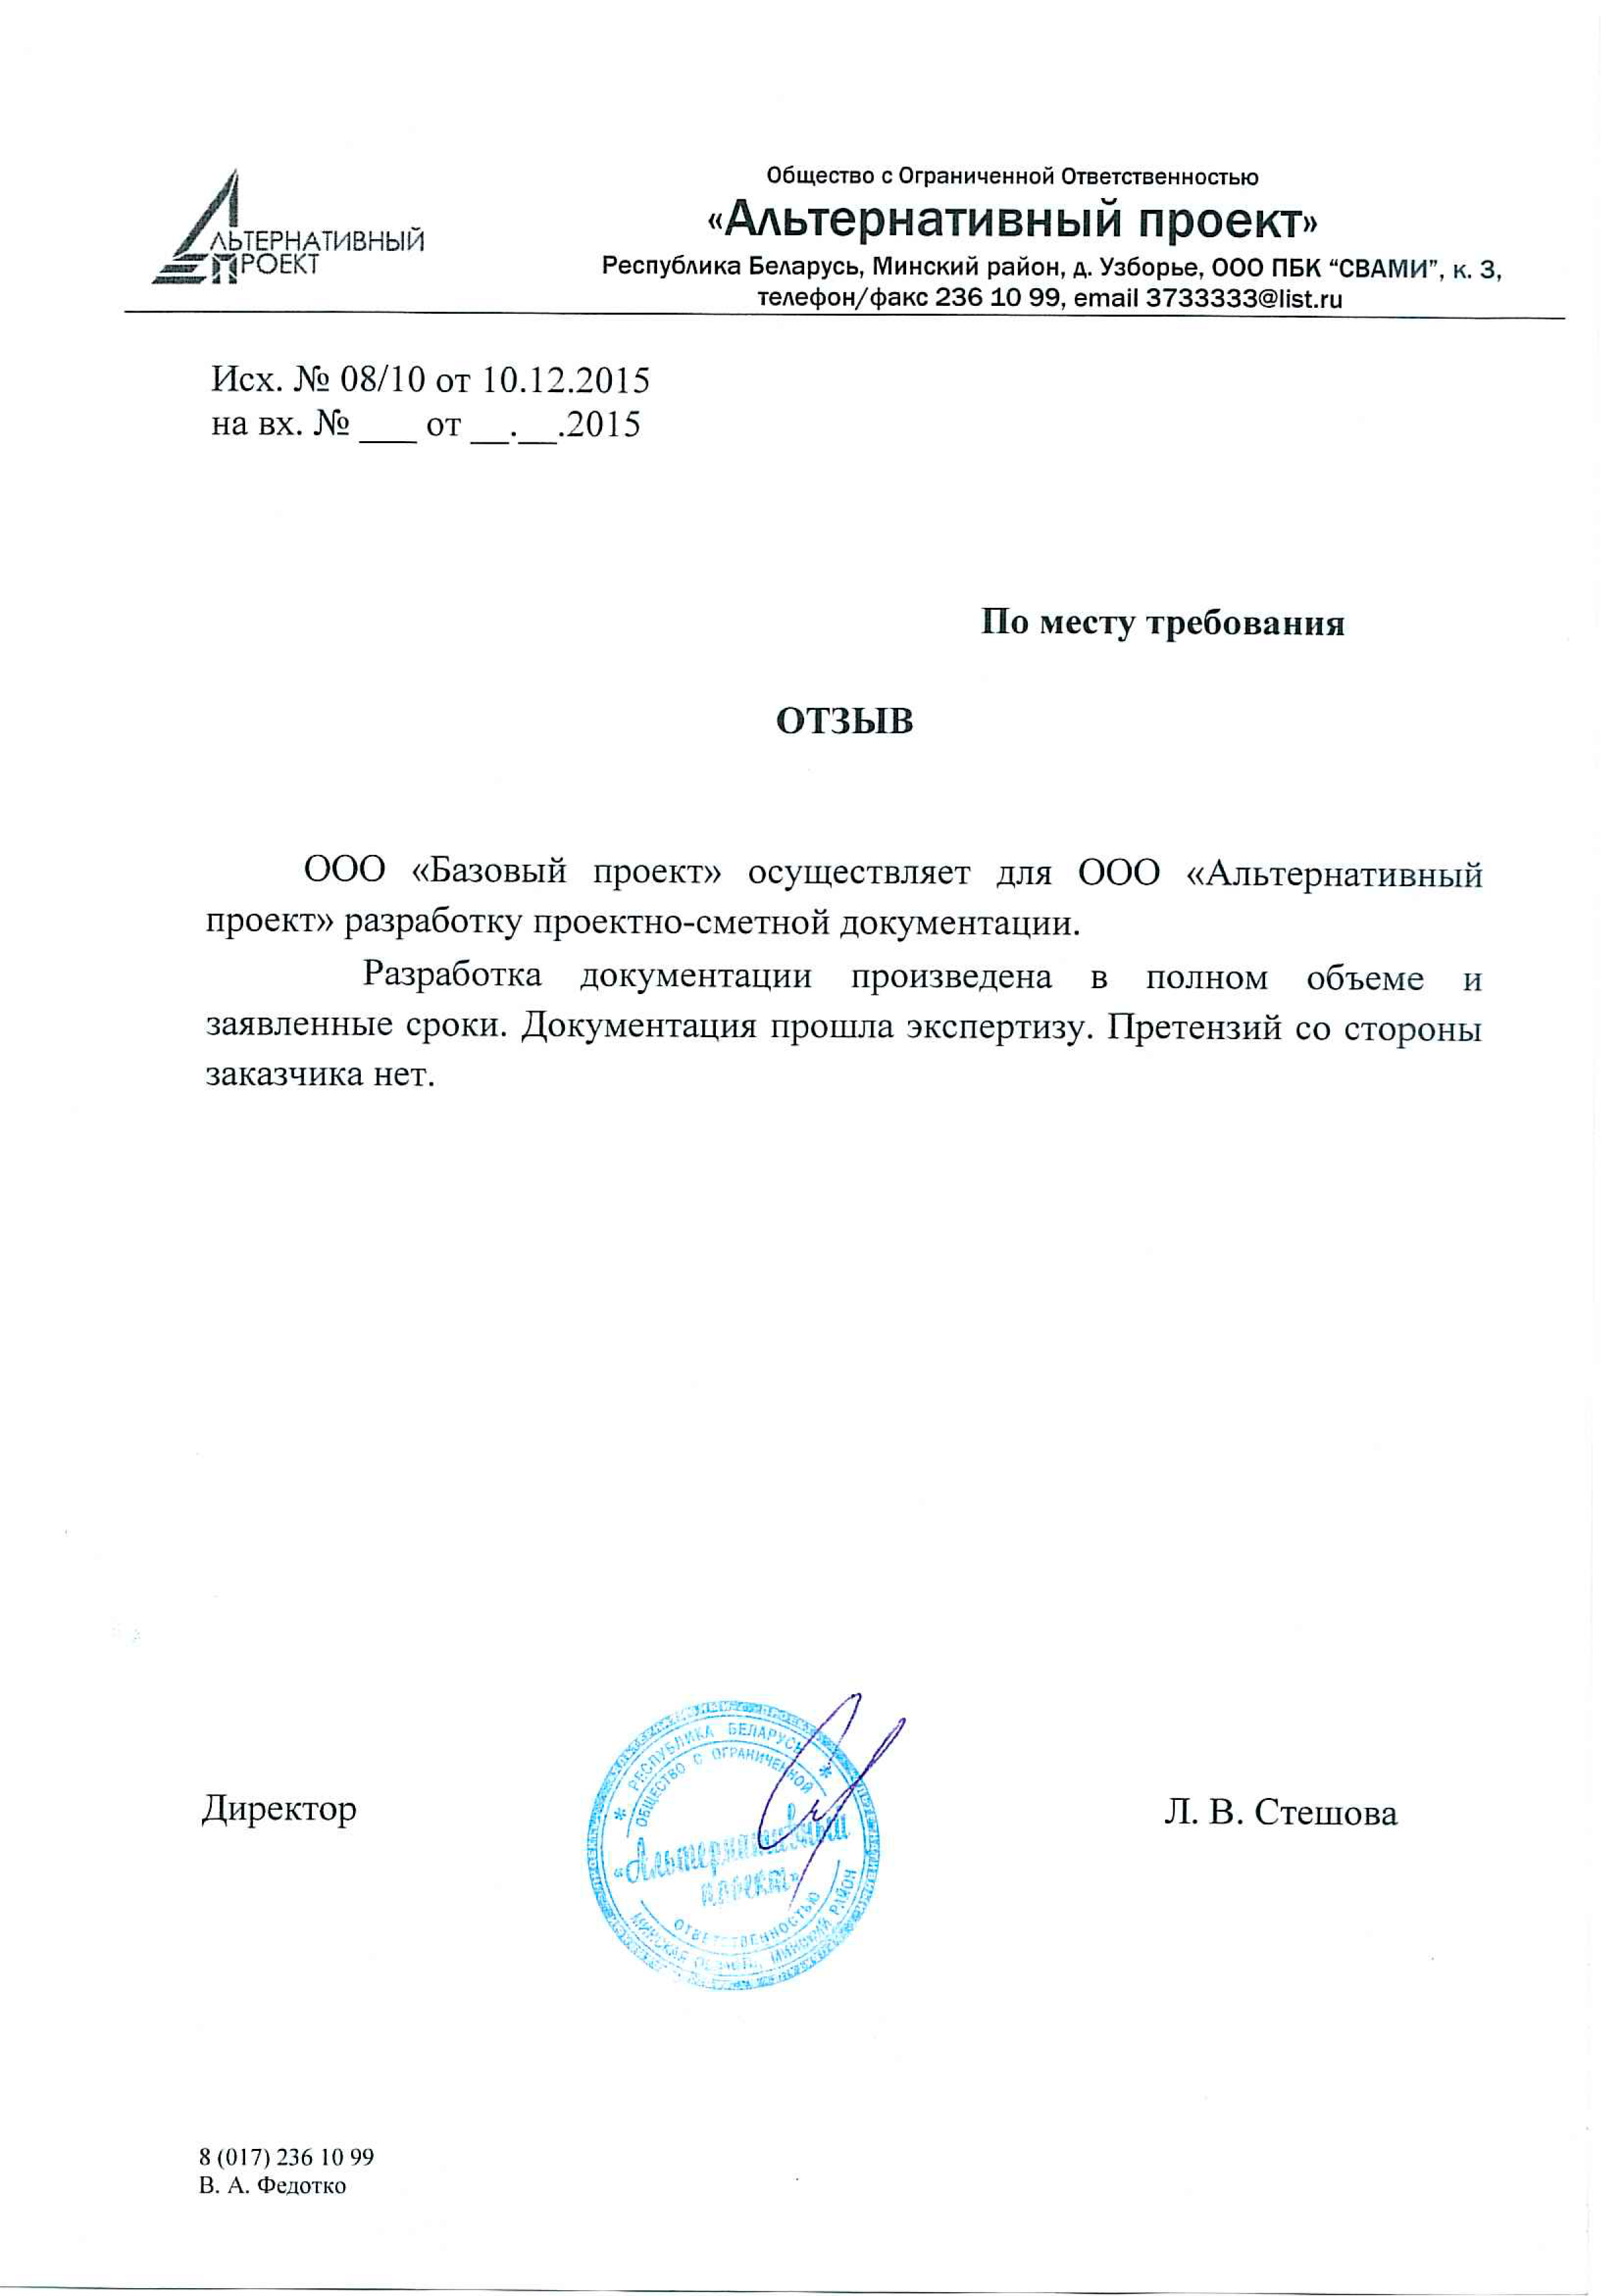 АЛЬТЕРНАТИВНЫЙ
ПРОЕКТ
Общество с Ограниченной Ответственностью
«Альтернативный проект»
Республика Беларусь, Минский район, д. Узборье, ООО ПБК “СВАМИ”, к. 3,
телефон/факс 236 10 99, email 3733333@list.ru
Исх. № 08/10 от 10.12.2015
на вх. № ___ от __.__.2015
По месту требования
ОТЗЫВ
ООО «Базовый проект» осуществляет для ООО «Альтернативный
проект» разработку проектно-сметной документации.
Разработка документации произведена в полном объеме и
заявленные сроки. Документация прошла экспертизу. Претензий со стороны
заказчика нет.
* РЕСПУБЛИКА БЕЛАРУСЬ *
ОБЩЕСТВО С ОГРАНИ�ченной
«Альтернативный
проект»
ОТВЕТСТВЕННОСТЬЮ
МИНСКАЯ ОБЛАСТЬ, МИНСКИЙ РАЙОН
Директор
Л. В. Стешова
8 (017) 236 10 99
В. А. Федотко